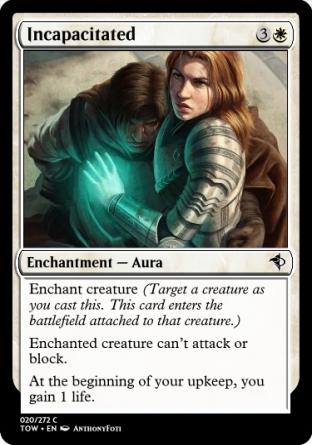 Incapacitated 3
Enchantment — Aura
Enchant creature (Target a creature as
you cast this. This card enters the
battlefield attached to that creature.)
Enchanted creature can't attack or
block.
At the beginning of your upkeep, you
gain 1 life.
020/272 C
TOW • EN AnthonyFoti